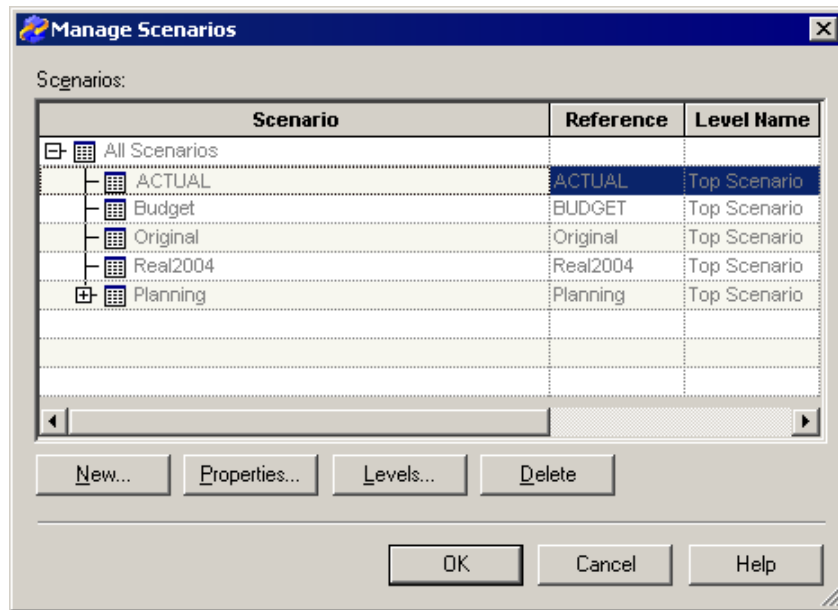 Manage Scenarios
Scenarios:
Scenario Reference Level Name
All Scenarios
ACTUAL ACTUAL Top Scenario
Budget BUDGET Top Scenario
Original Original Top Scenario
Real2004 Real2004 Top Scenario
Planning Planning Top Scenario
New... Properties... Levels... Delete
OK Cancel Help